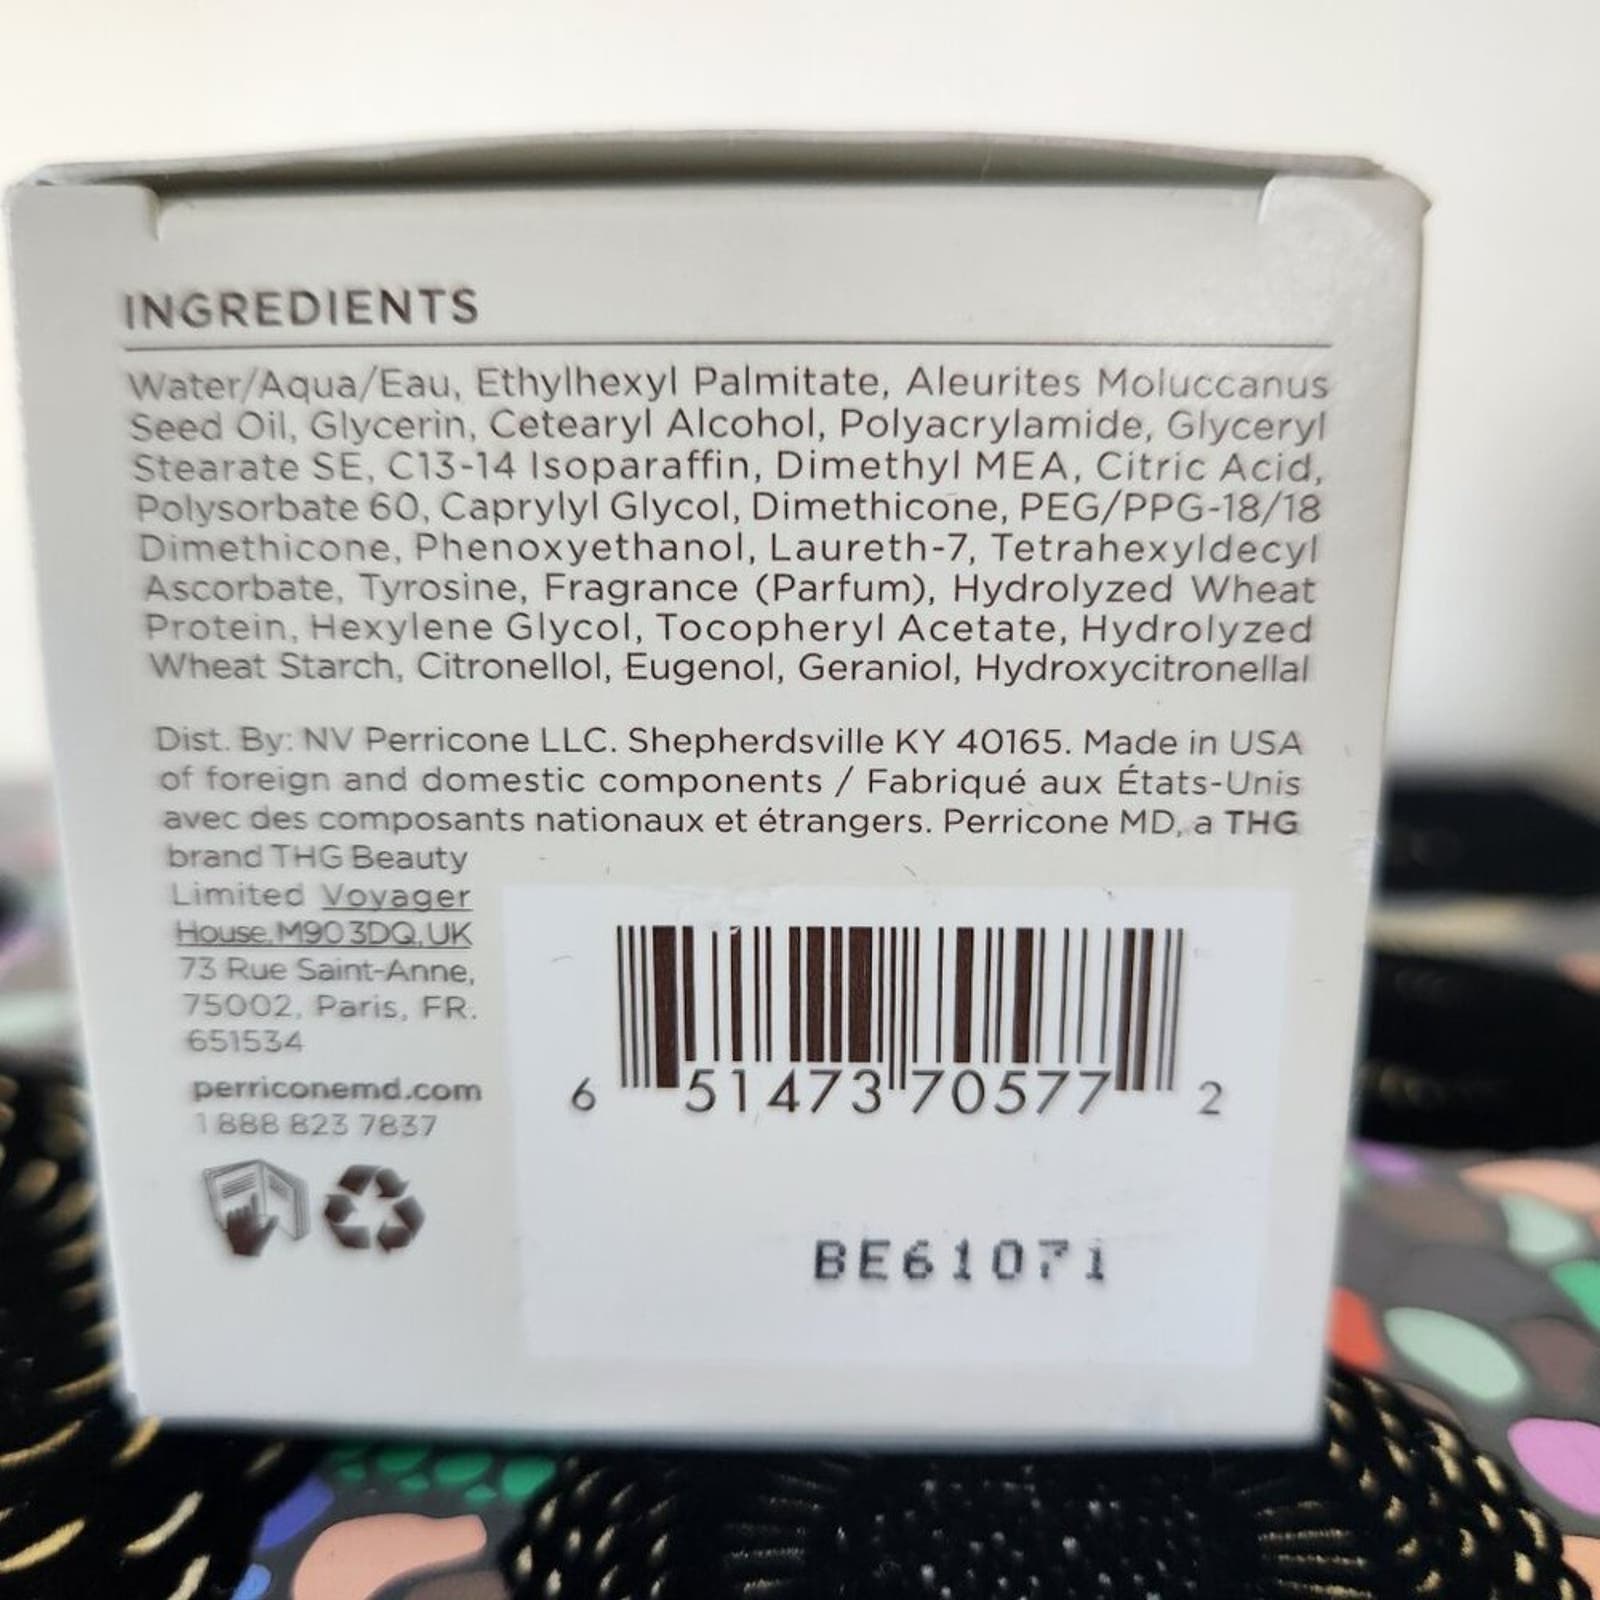 INGREDIENTS
Water/Aqua/Eau, Ethylhexyl Palmitate, Aleurites Moluccanus
Seed Oil, Glycerin, Cetearyl Alcohol, Polyacrylamide, Glyceryl
Stearate SE, C13-14 Isoparaffin, Dimethyl MEA, Citric Acid,
Polysorbate 60, Caprylyl Glycol, Dimethicone, PEG/PPG-18/18
Dimethicone, Phenoxyethanol, Laureth-7, Tetrahexyldecyl
Ascorbate, Tyrosine, Fragrance (Parfum), Hydrolyzed Wheat
Protein, Hexylene Glycol, Tocopheryl Acetate, Hydrolyzed
Wheat Starch, Citronellol, Eugenol, Geraniol, Hydroxycitronellal
Dist. By: NV Perricone LLC. Shepherdsville KY 40165. Made in USA
of foreign and domestic components / Fabriqué aux États-Unis
avec des composants nationaux et étrangers. Perricone MD, a THG
brand THG Beauty
Limited Voyager
House, M90 3DQ, UK
73 Rue Saint-Anne,
75002, Paris, FR.
651534
perriconemd.com
1 888 823 7837
6 51473 70577 2
BE61071